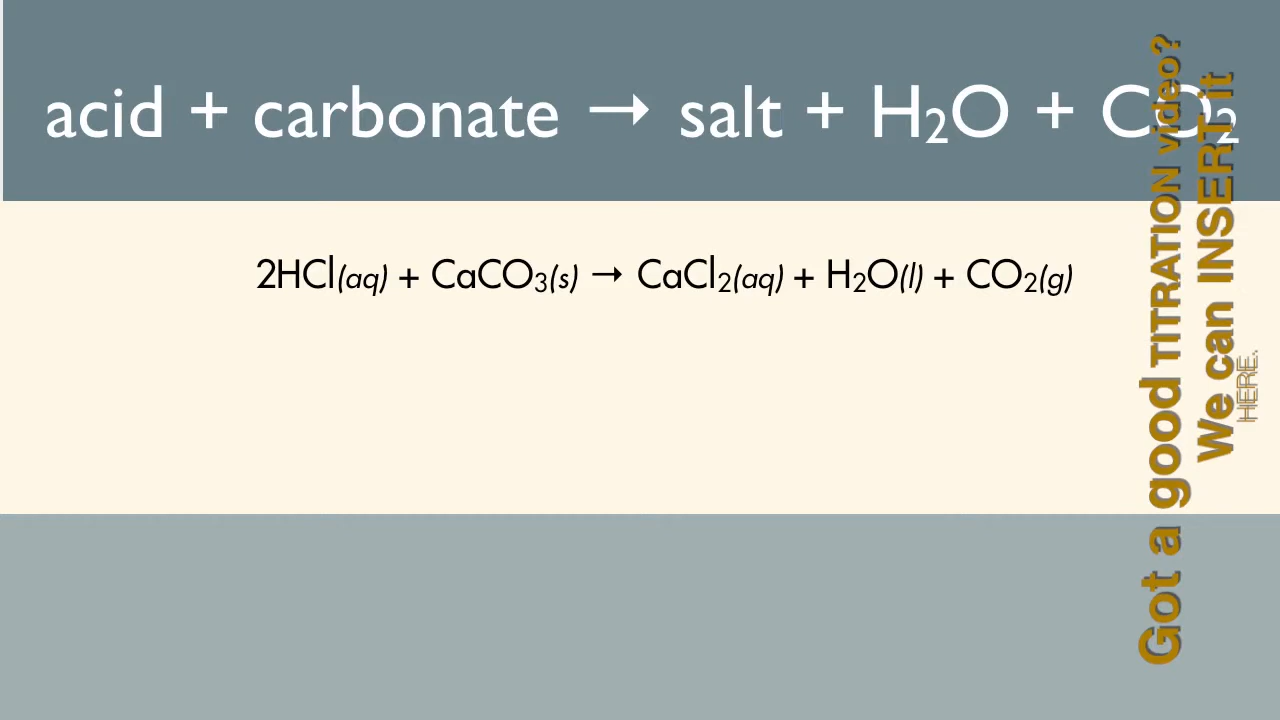 acid + carbonate → salt + H₂O + CO₂
2HCl(aq) + CaCO₃(s) → CaCl₂(aq) + H₂O(l) + CO₂(g)
Got a good TITRATION video?
We can INSERT it
HERE.